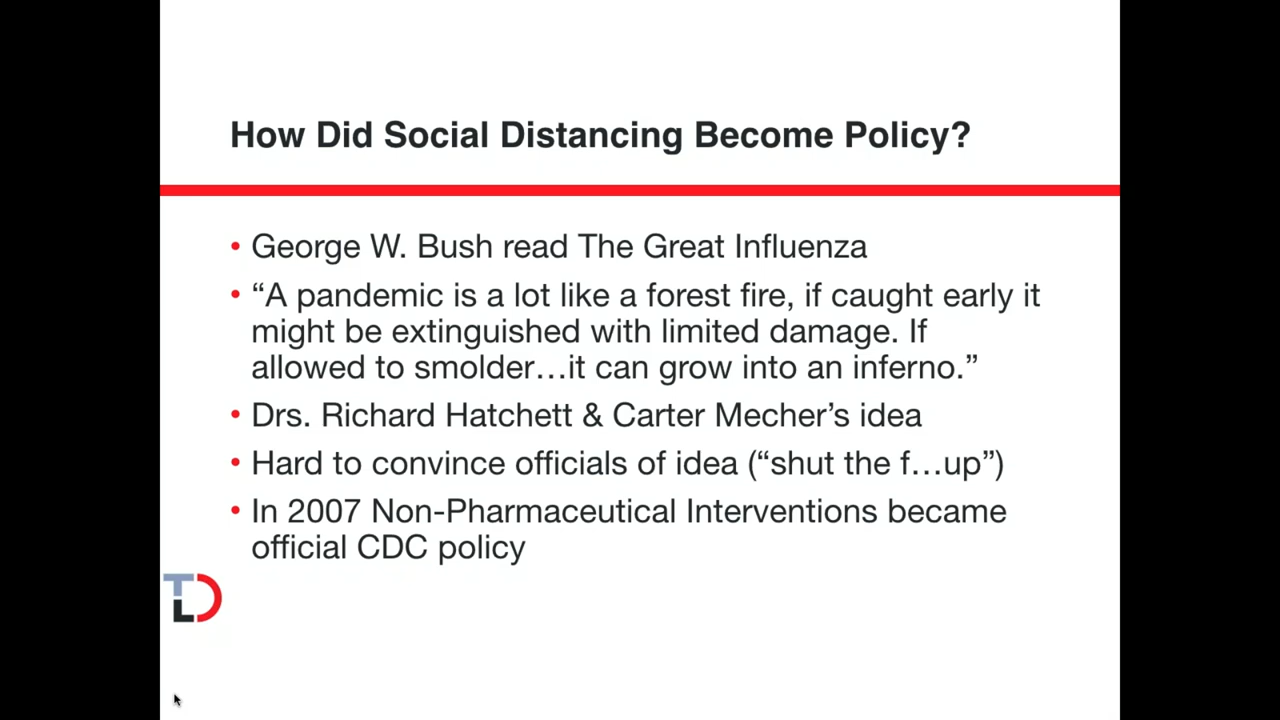 How Did Social Distancing Become Policy?
• George W. Bush read The Great Influenza
• “A pandemic is a lot like a forest fire, if caught early it
might be extinguished with limited damage. If
allowed to smolder…it can grow into an inferno.”
• Drs. Richard Hatchett & Carter Mecher’s idea
• Hard to convince officials of idea (“shut the f…up”)
• In 2007 Non-Pharmaceutical Interventions became
official CDC policy
TLD